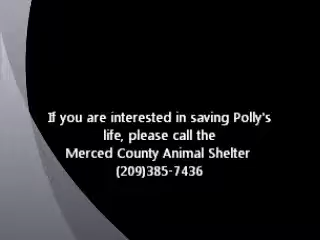 If you are interested in saving Polly's
life, please call the
Merced County Animal Shelter
(209)385-7436